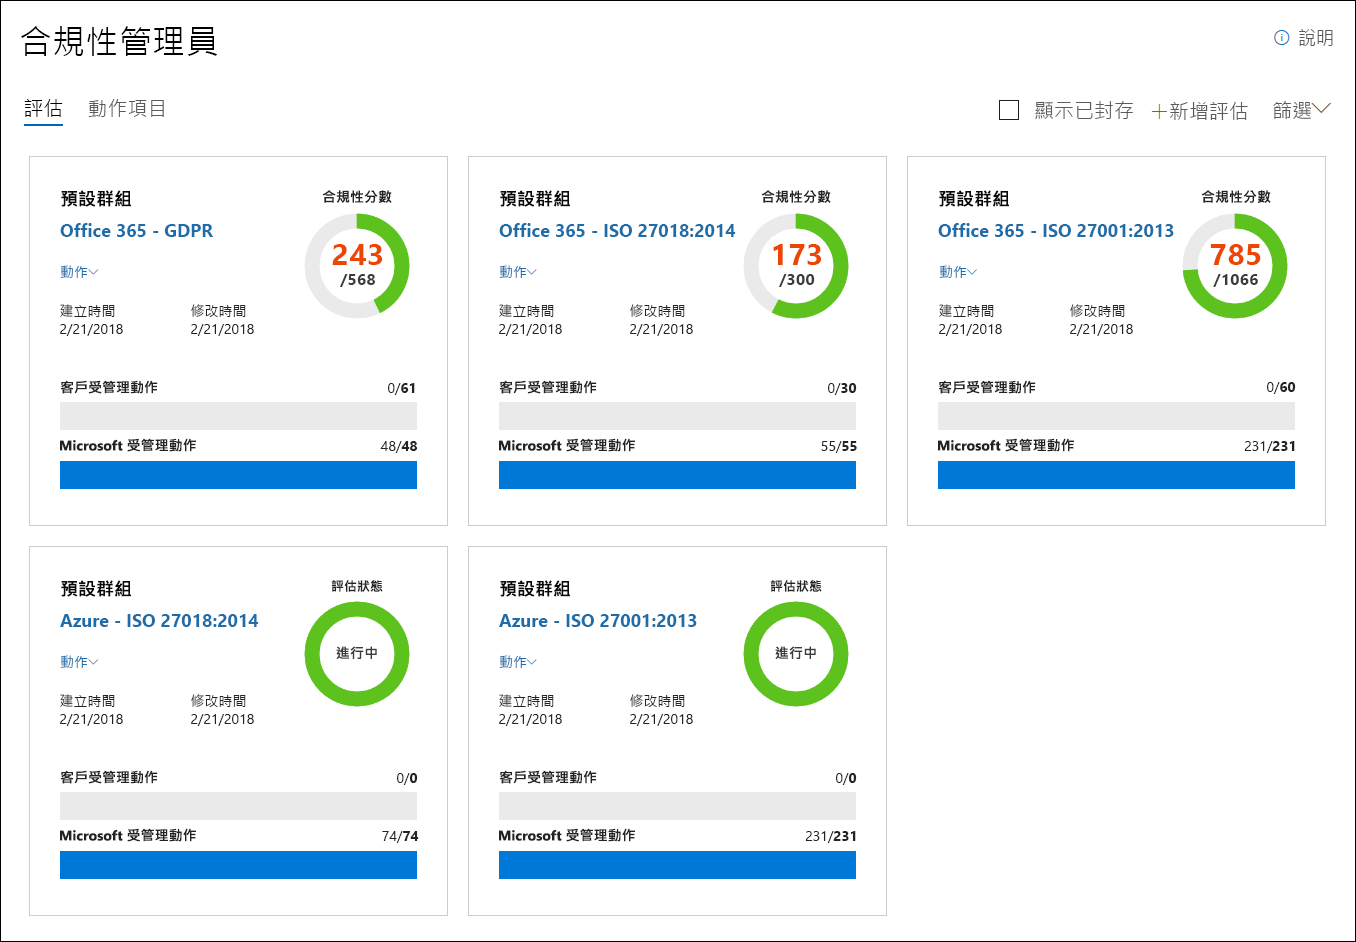 合規性管理員
說明
評估
動作項目
顯示已封存
新增評估
篩選
預設群組
合規性分數
Office 365 - GDPR
243
/568
動作
建立時間 修改時間
2/21/2018 2/21/2018
客戶受管理動作 0/61
Microsoft 受管理動作 48/48
預設群組
合規性分數
Office 365 - ISO 27018:2014
173
/300
動作
建立時間 修改時間
2/21/2018 2/21/2018
客戶受管理動作 0/30
Microsoft 受管理動作 55/55
預設群組
合規性分數
Office 365 - ISO 27001:2013
785
/1066
動作
建立時間 修改時間
2/21/2018 2/21/2018
客戶受管理動作 0/60
Microsoft 受管理動作 231/231
預設群組
評估狀態
Azure - ISO 27018:2014
進行中
動作
建立時間 修改時間
2/21/2018 2/21/2018
客戶受管理動作 0/0
Microsoft 受管理動作 74/74
預設群組
評估狀態
Azure - ISO 27001:2013
進行中
動作
建立時間 修改時間
2/21/2018 2/21/2018
客戶受管理動作 0/0
Microsoft 受管理動作 231/231